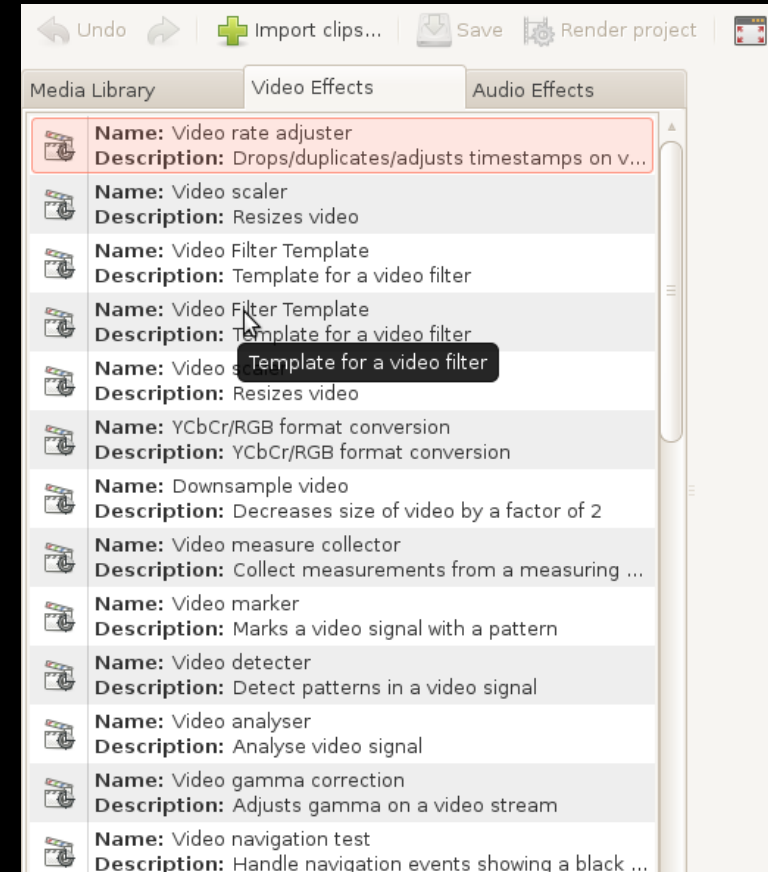 Undo Import clips... Save Render project
Media Library Video Effects Audio Effects
Name: Video rate adjuster
Description: Drops/duplicates/adjusts timestamps on v...
Name: Video scaler
Description: Resizes video
Name: Video Filter Template
Description: Template for a video filter
Name: Video Filter Template
Description: Template for a video filter
Template for a video filter
Name: Video scaler
Description: Resizes video
Name: YCbCr/RGB format conversion
Description: YCbCr/RGB format conversion
Name: Downsample video
Description: Decreases size of video by a factor of 2
Name: Video measure collector
Description: Collect measurements from a measuring ...
Name: Video marker
Description: Marks a video signal with a pattern
Name: Video detecter
Description: Detect patterns in a video signal
Name: Video analyser
Description: Analyse video signal
Name: Video gamma correction
Description: Adjusts gamma on a video stream
Name: Video navigation test
Description: Handle navigation events showing a black ...